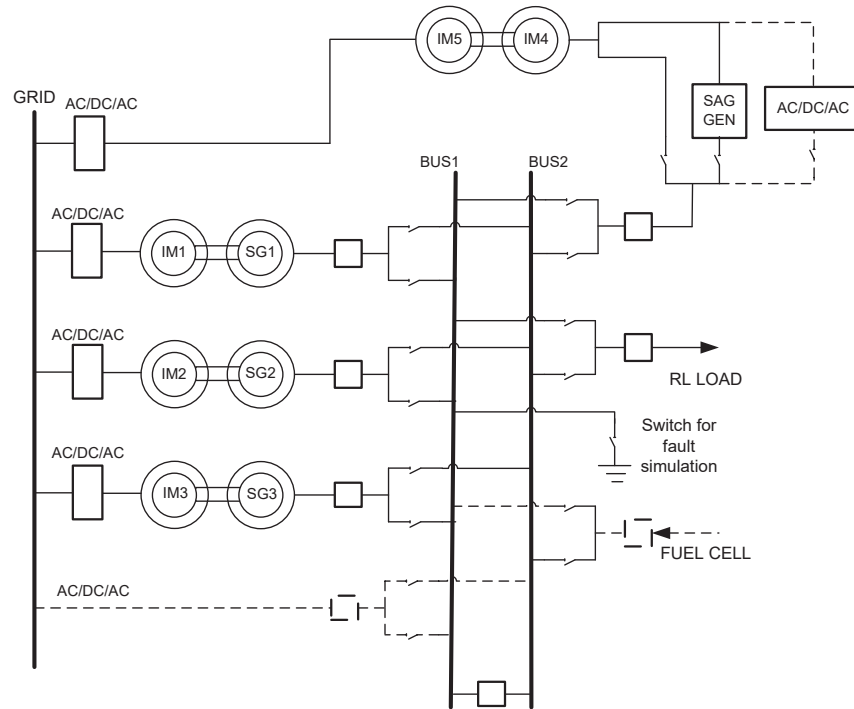 IM5
IM4
GRID
AC/DC/AC
SAG
GEN
AC/DC/AC
BUS1
BUS2
AC/DC/AC
IM1
SG1
AC/DC/AC
IM2
SG2
RL LOAD
Switch for
fault
simulation
AC/DC/AC
IM3
SG3
FUEL CELL
AC/DC/AC